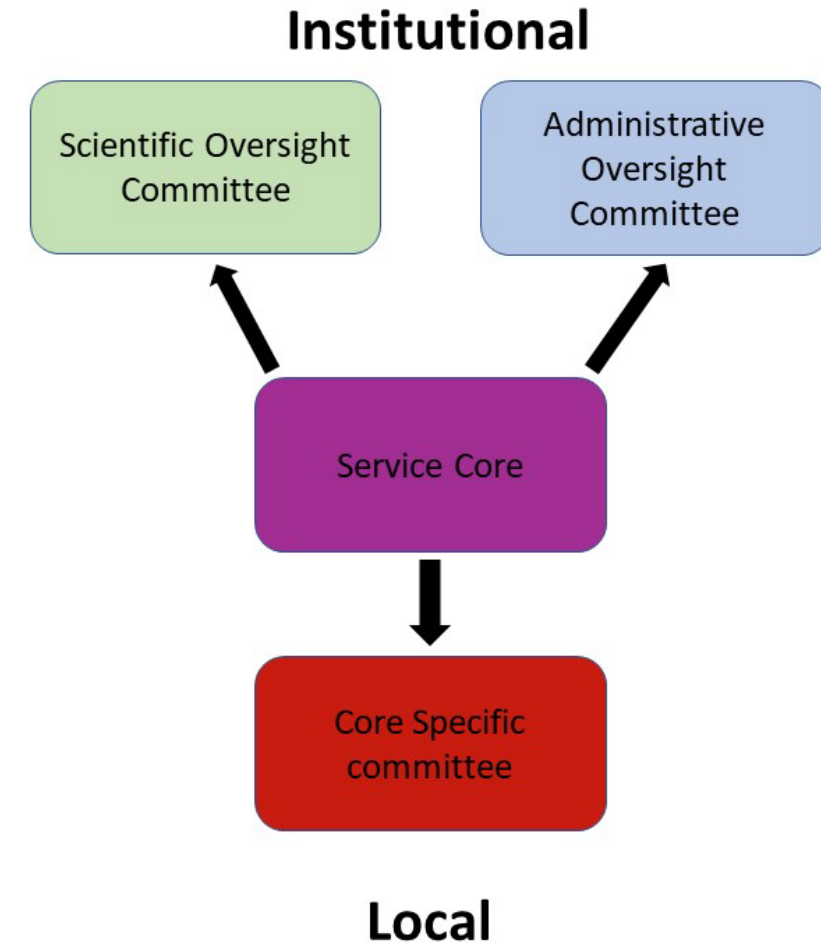 Institutional
Scientific Oversight
Committee
Administrative
Oversight
Committee
Service Core
Core Specific
committee
Local